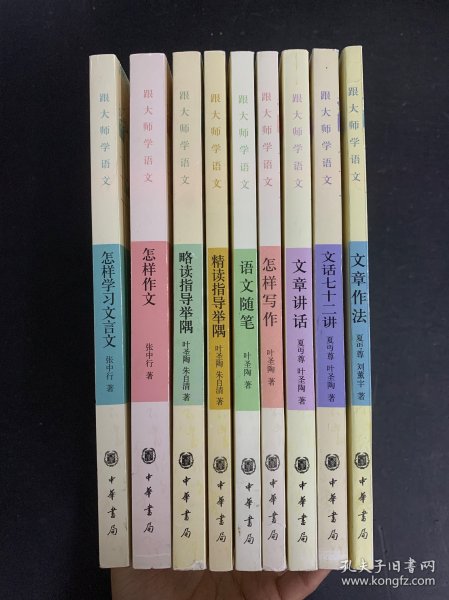 跟大师学语文
怎样学习文言文
张中行 著
中华书局
跟大师学语文
怎样作文
张中行 著
中华书局
跟大师学语文
略读指导举隅
叶圣陶 朱自清 著
中华书局
跟大师学语文
精读指导举隅
叶圣陶 朱自清 著
中华书局
跟大师学语文
语文随笔
叶圣陶 著
中华书局
跟大师学语文
怎样写作
叶圣陶 著
中华书局
跟大师学语文
文章讲话
夏丏尊 叶圣陶 著
中华书局
跟大师学语文
文话七十二讲
夏丏尊 叶圣陶 著
中华书局
跟大师学语文
文章作法
夏丏尊 刘薰宇 著
中华书局
孔夫子旧书网
www.kongfz.com